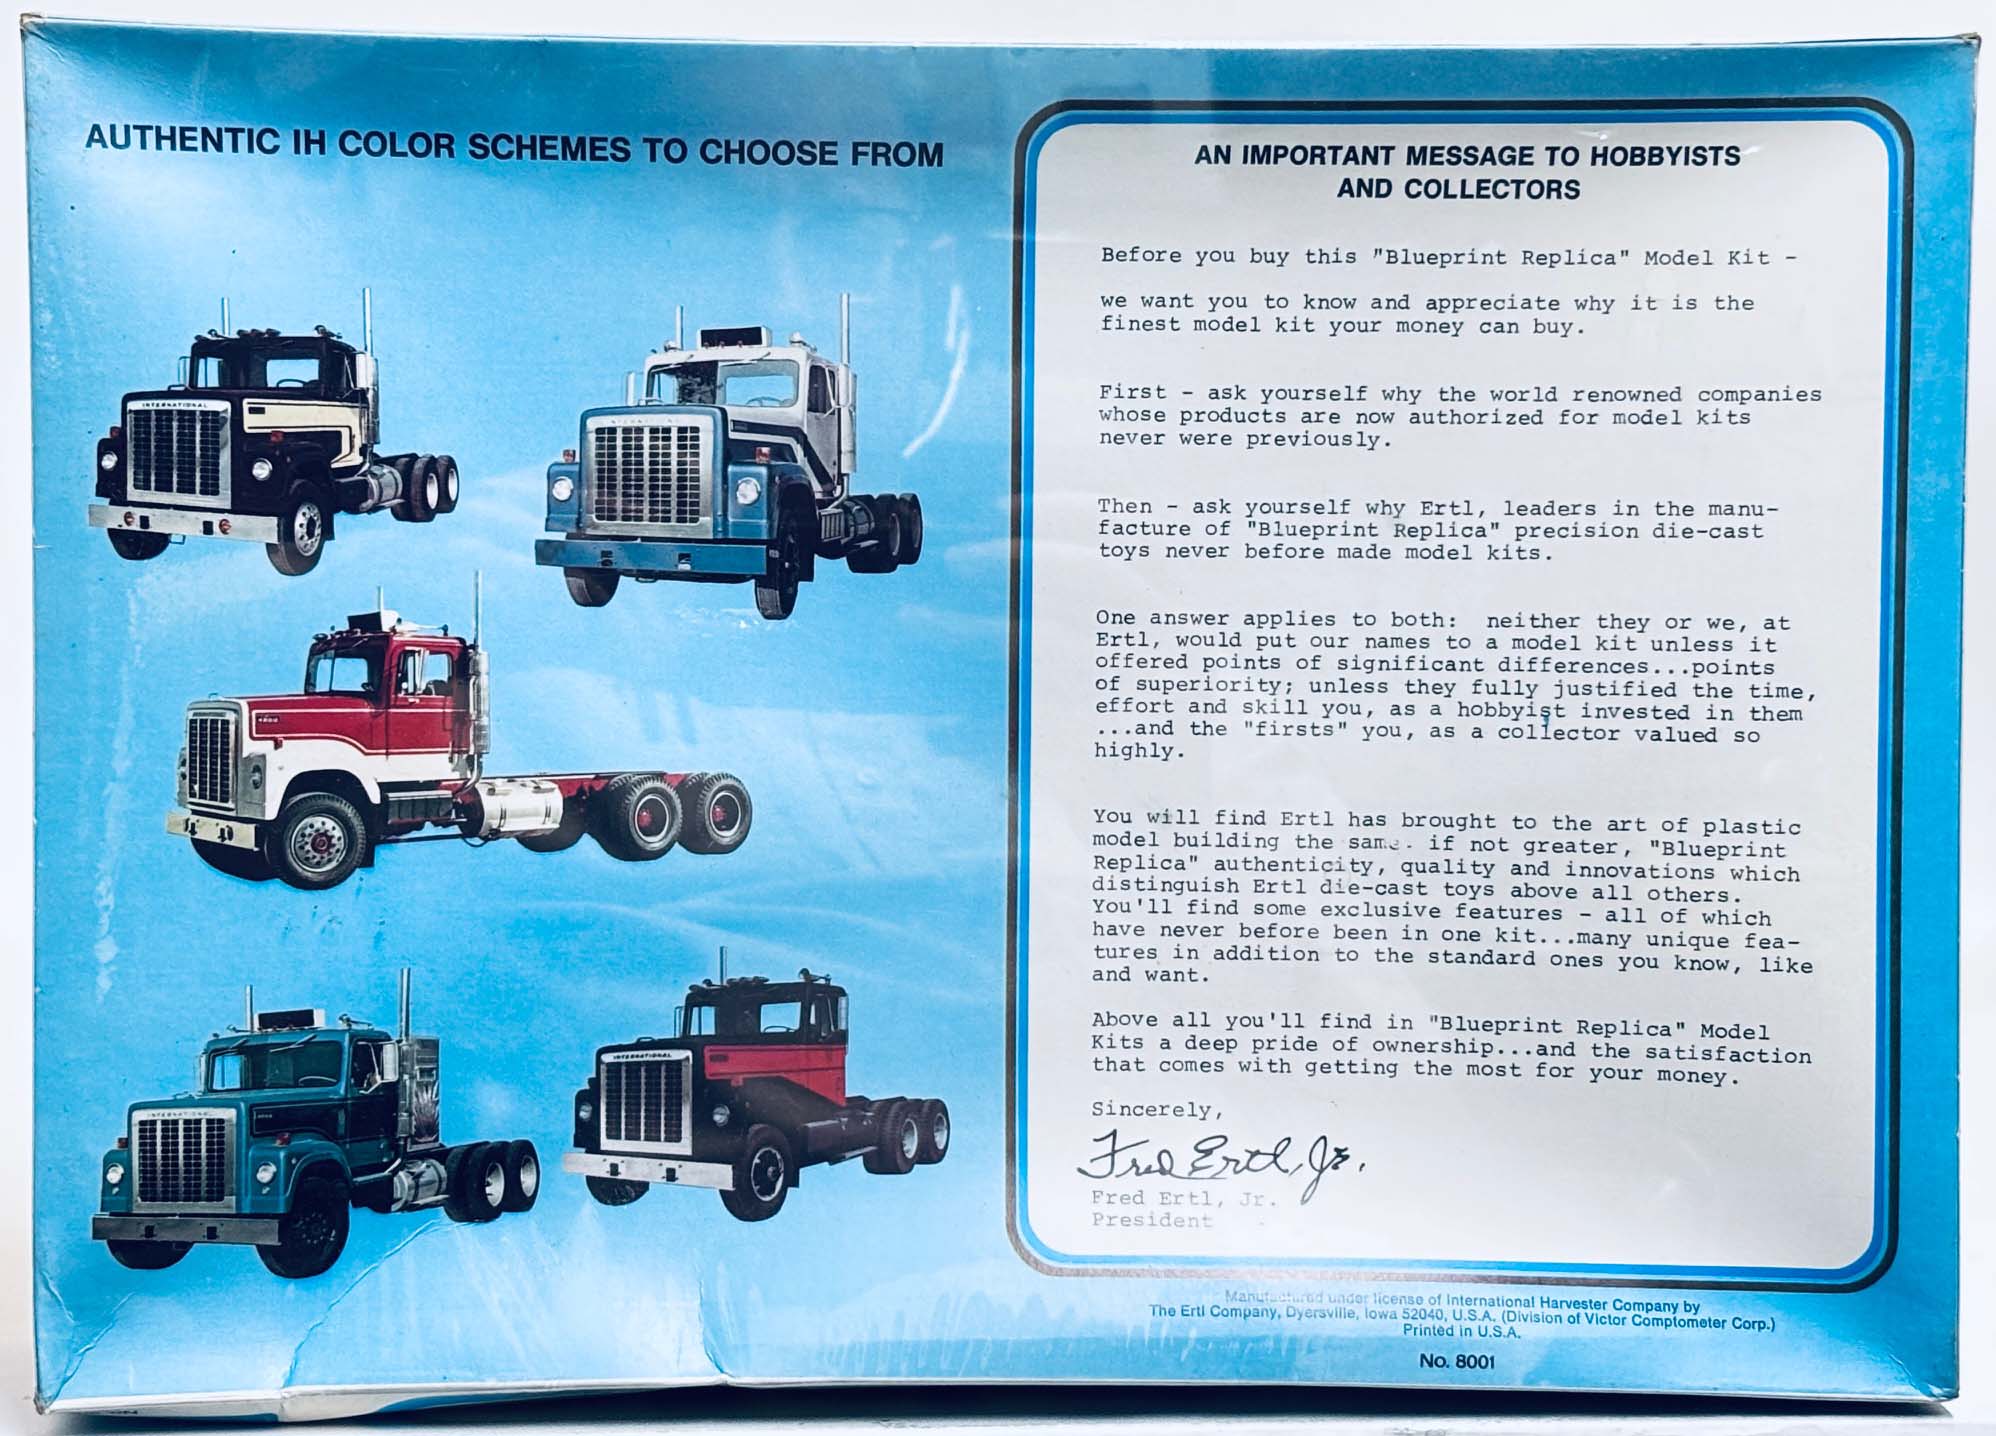 AUTHENTIC IH COLOR SCHEMES TO CHOOSE FROM
INTERNATIONAL
INTERNATIONAL
4200
INTERNATIONAL
INTERNATIONAL
AN IMPORTANT MESSAGE TO HOBBYISTS
AND COLLECTORS
Before you buy this "Blueprint Replica" Model Kit -
we want you to know and appreciate why it is the
finest model kit your money can buy.
First - ask yourself why the world renowned companies
whose products are now authorized for model kits
never were previously.
Then - ask yourself why Ertl, leaders in the manu-
facture of "Blueprint Replica" precision die-cast
toys never before made model kits.
One answer applies to both: neither they or we, at
Ertl, would put our names to a model kit unless it
offered points of significant differences...points
of superiority; unless they fully justified the time,
effort and skill you, as a hobbyist invested in them
...and the "firsts" you, as a collector valued so
highly.
You will find Ertl has brought to the art of plastic
model building the same. if not greater, "Blueprint
Replica" authenticity, quality and innovations which
distinguish Ertl die-cast toys above all others.
You'll find some exclusive features - all of which
have never before been in one kit...many unique fea-
tures in addition to the standard ones you know, like
and want.
Above all you'll find in "Blueprint Replica" Model
Kits a deep pride of ownership...and the satisfaction
that comes with getting the most for your money.
Sincerely,
Fred Ertl, Jr.
Fred Ertl, Jr.
President
Manufactured under license of International Harvester Company by
The Ertl Company, Dyersville, Iowa 52040, U.S.A. (Division of Victor Comptometer Corp.)
Printed in U.S.A.
No. 8001